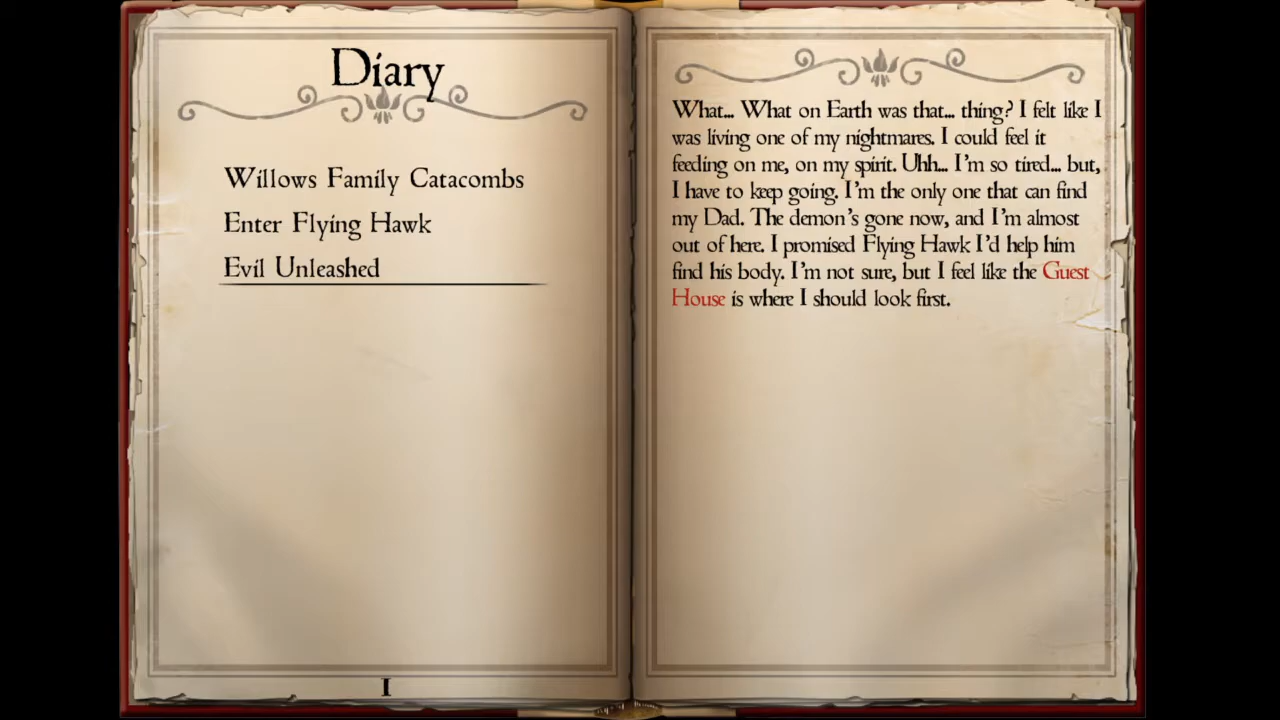 Diary
Willows Family Catacombs
Enter Flying Hawk
Evil Unleashed
I
What... What on Earth was that... thing? I felt like I
was living one of my nightmares. I could feel it
feeding on me, on my spirit. Uhh... I'm so tired... but,
I have to keep going. I'm the only one that can find
my Dad. The demon's gone now, and I'm almost
out of here. I promised Flying Hawk I'd help him
find his body. I'm not sure, but I feel like the Guest
House is where I should look first.